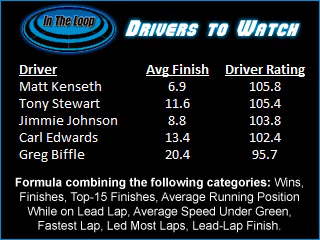 In The Loop
Drivers to Watch
Driver Avg Finish Driver Rating
Matt Kenseth 6.9 105.8
Tony Stewart 11.6 105.4
Jimmie Johnson 8.8 103.8
Carl Edwards 13.4 102.4
Greg Biffle 20.4 95.7
Formula combining the following categories: Wins,
Finishes, Top-15 Finishes, Average Running Position
While on Lead Lap, Average Speed Under Green,
Fastest Lap, Led Most Laps, Lead-Lap Finish.